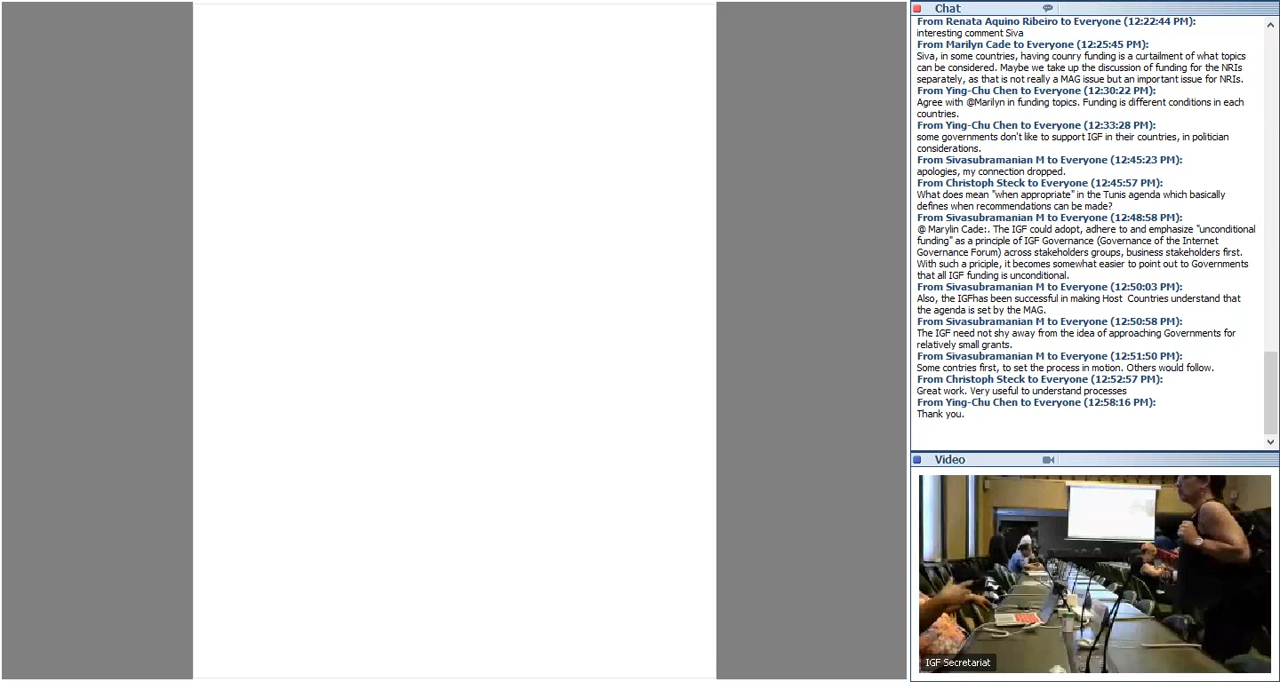 Chat
From Renata Aquino Ribeiro to Everyone (12:22:44 PM):
interesting comment Siva
From Marilyn Cade to Everyone (12:25:45 PM):
Siva, in some countries, having counry funding is a curtailment of what topics
can be considered. Maybe we take up the discussion of funding for the NRIs
separately, as that is not really a MAG issue but an important issue for NRIs.
From Ying-Chu Chen to Everyone (12:30:22 PM):
Agree with @Marilyn in funding topics. Funding is different conditions in each
countries.
From Ying-Chu Chen to Everyone (12:33:28 PM):
some governments don't like to support IGF in their countries, in politician
considerations.
From Sivasubramanian M to Everyone (12:45:23 PM):
apologies, my connection dropped.
From Christoph Steck to Everyone (12:45:57 PM):
What does mean "when appropriate" in the Tunis agenda which basically
defines when recommendations can be made?
From Sivasubramanian M to Everyone (12:48:58 PM):
@ Marylin Cade:. The IGF could adopt, adhere to and emphasize "unconditional
funding" as a principle of IGF Governance (Governance of the Internet
Governance Forum) across stakeholders groups, business stakeholders first.
With such a priciple, it becomes somewhat easier to point out to Governments
that all IGF funding is unconditional.
From Sivasubramanian M to Everyone (12:50:03 PM):
Also, the IGFhas been successful in making Host  Countries understand that
the agenda is set by the MAG.
From Sivasubramanian M to Everyone (12:50:58 PM):
The IGF need not shy away from the idea of approaching Governments for
relatively small grants.
From Sivasubramanian M to Everyone (12:51:50 PM):
Some contries first, to set the process in motion. Others would follow.
From Christoph Steck to Everyone (12:52:57 PM):
Great work. Very useful to understand processes
From Ying-Chu Chen to Everyone (12:58:16 PM):
Thank you.
Video
IGF Secretariat